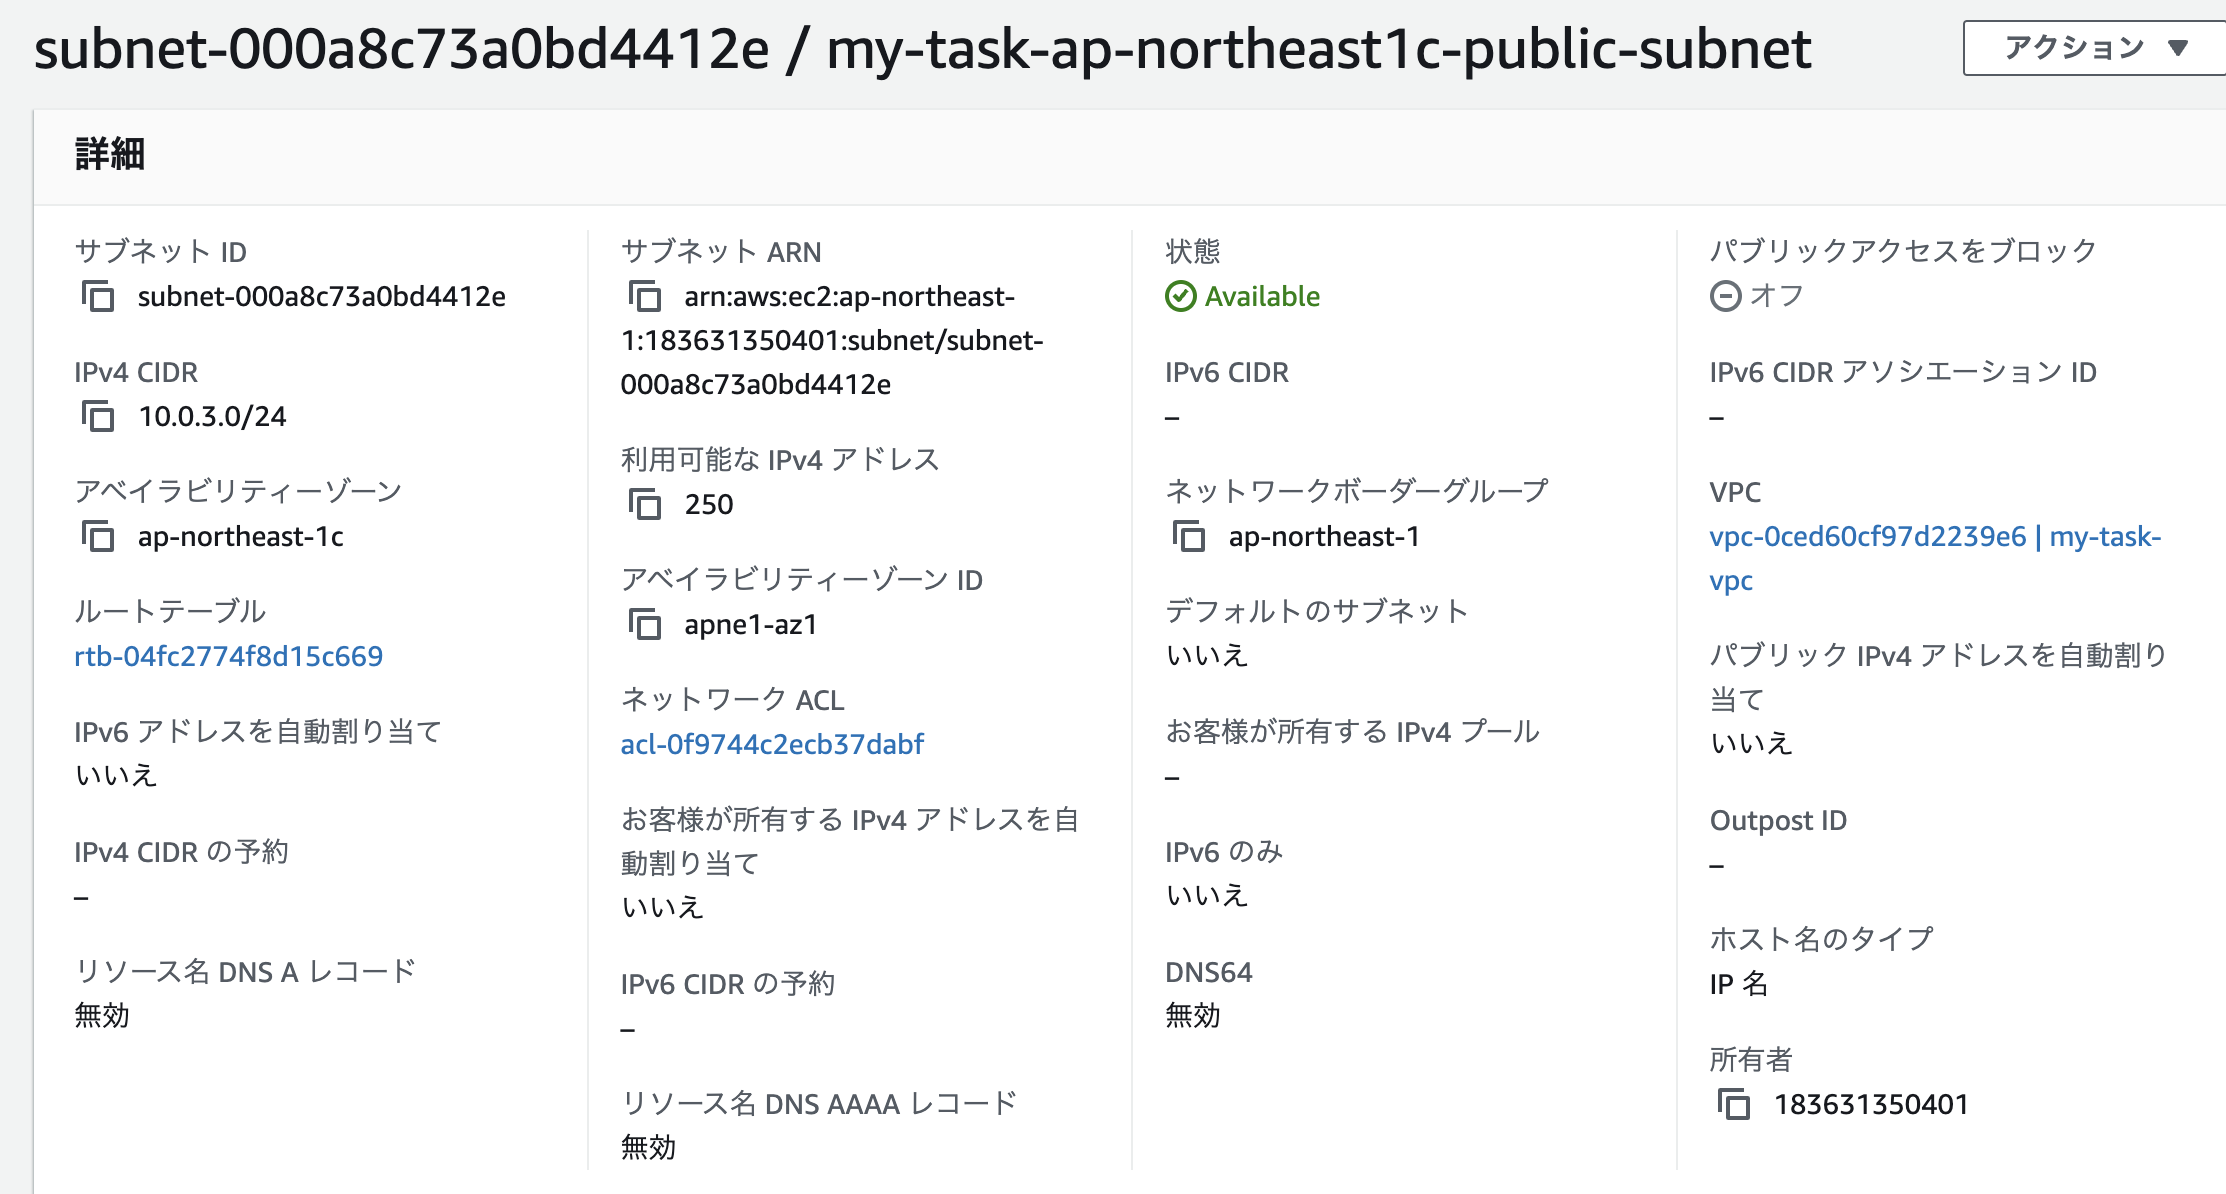 subnet-000a8c73a0bd4412e / my-task-ap-northeast1c-public-subnet
アクション ▼
詳細
サブネット ID
subnet-000a8c73a0bd4412e
IPv4 CIDR
10.0.3.0/24
アベイラビリティーゾーン
ap-northeast-1c
ルートテーブル
rtb-04fc2774f8d15c669
IPv6 アドレスを自動割り当て
いいえ
IPv4 CIDR の予約
–
リソース名 DNS A レコード
無効
サブネット ARN
arn:aws:ec2:ap-northeast-
1:183631350401:subnet/subnet-
000a8c73a0bd4412e
利用可能な IPv4 アドレス
250
アベイラビリティーゾーン ID
apne1-az1
ネットワーク ACL
acl-0f9744c2ecb37dabf
お客様が所有する IPv4 アドレスを自
動割り当て
いいえ
IPv6 CIDR の予約
–
リソース名 DNS AAAA レコード
無効
状態
Available
IPv6 CIDR
–
ネットワークボーダーグループ
ap-northeast-1
デフォルトのサブネット
いいえ
お客様が所有する IPv4 プール
–
IPv6 のみ
いいえ
DNS64
無効
パブリックアクセスをブロック
オフ
IPv6 CIDR アソシエーション ID
–
VPC
vpc-0ced60cf97d2239e6 | my-task-
vpc
パブリック IPv4 アドレスを自動割り
当て
いいえ
Outpost ID
–
ホスト名のタイプ
IP 名
所有者
183631350401